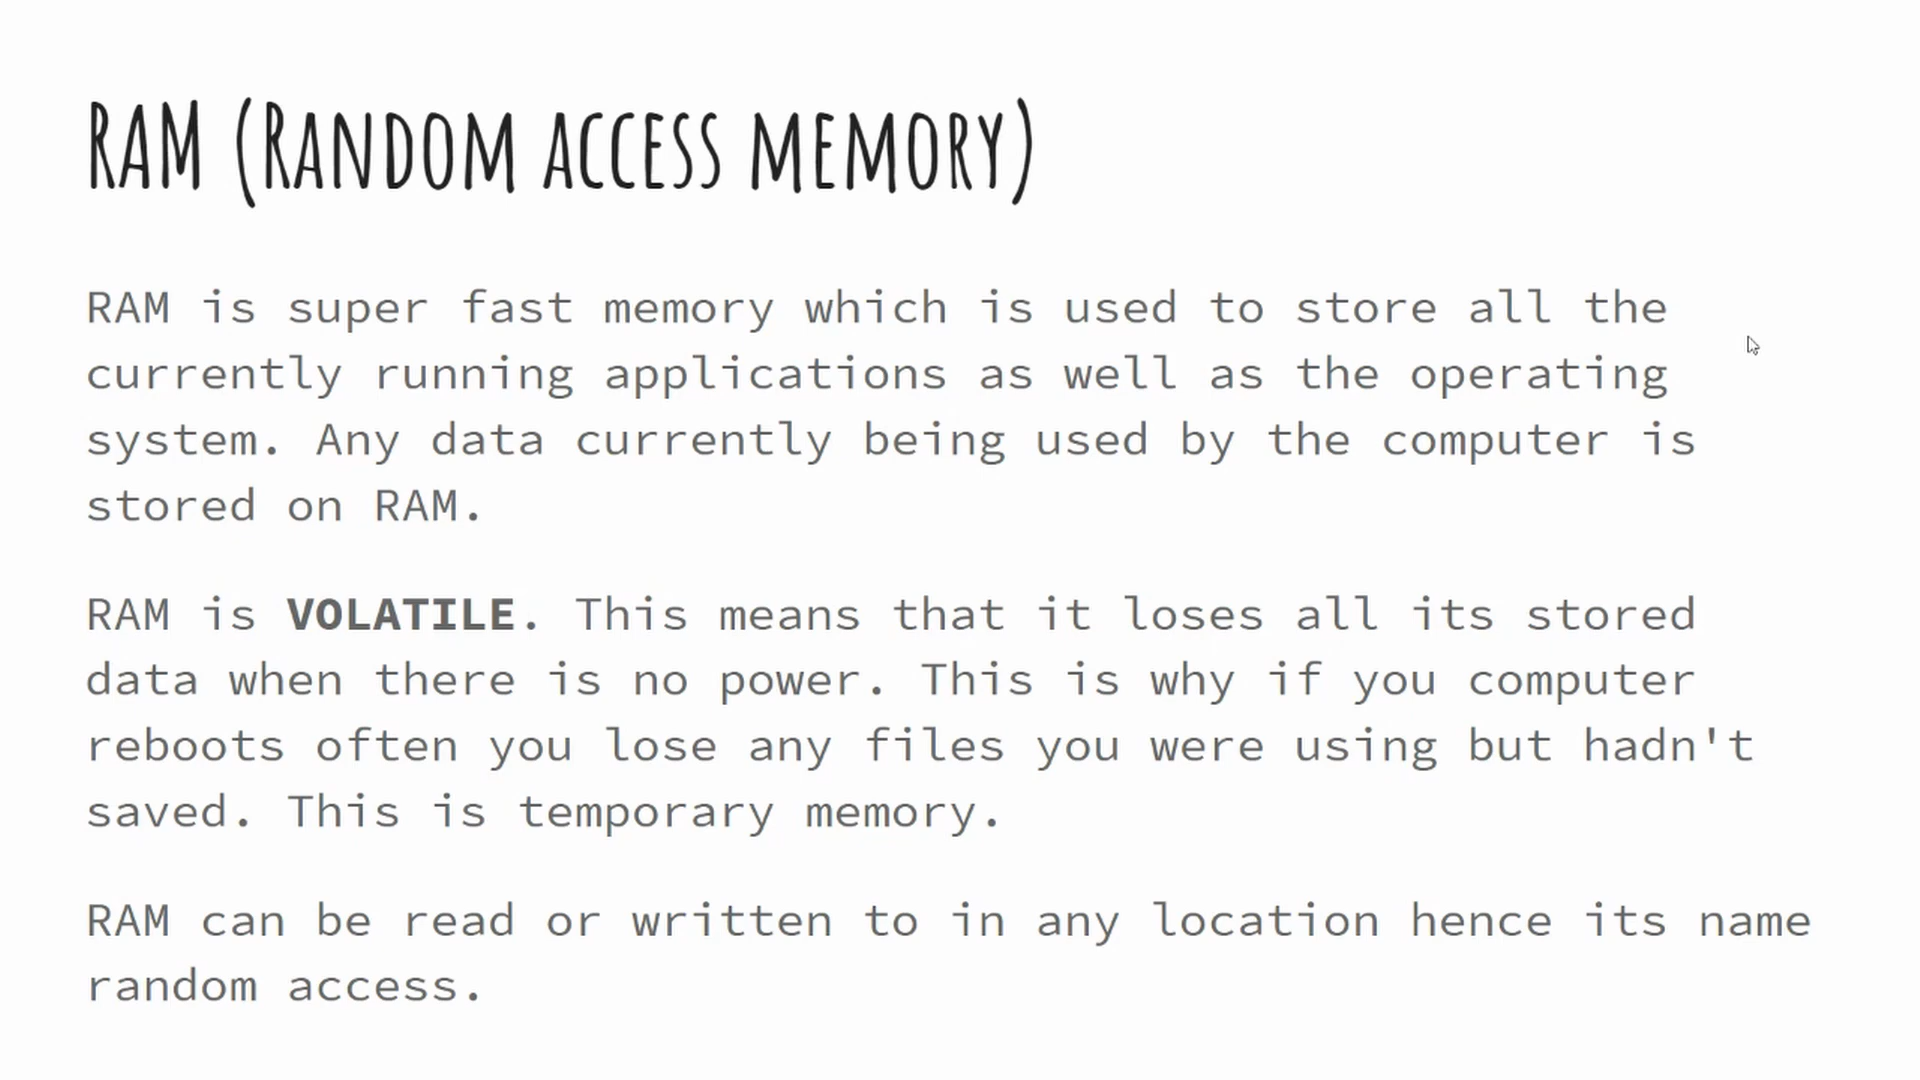 RAM (Random access memory)
RAM is super fast memory which is used to store all the
currently running applications as well as the operating
system. Any data currently being used by the computer is
stored on RAM.
RAM is VOLATILE. This means that it loses all its stored
data when there is no power. This is why if you computer
reboots often you lose any files you were using but hadn't
saved. This is temporary memory.
RAM can be read or written to in any location hence its name
random access.